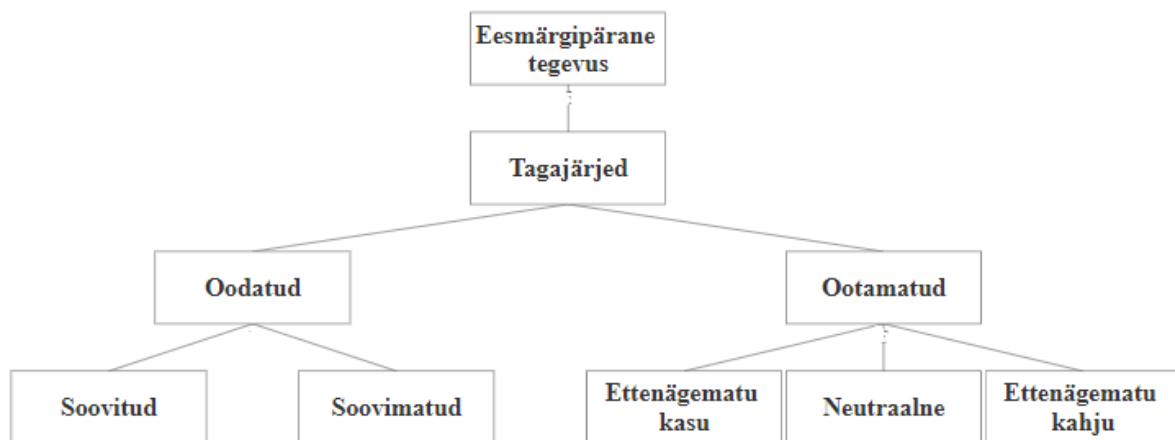 Eesmärgipärane
tegevus
Tagajärjed
Oodatud
Ootamatud
Soovitud
Soovimatud
Ettenägematu
kasu
Neutraalne
Ettenägematu
kahju